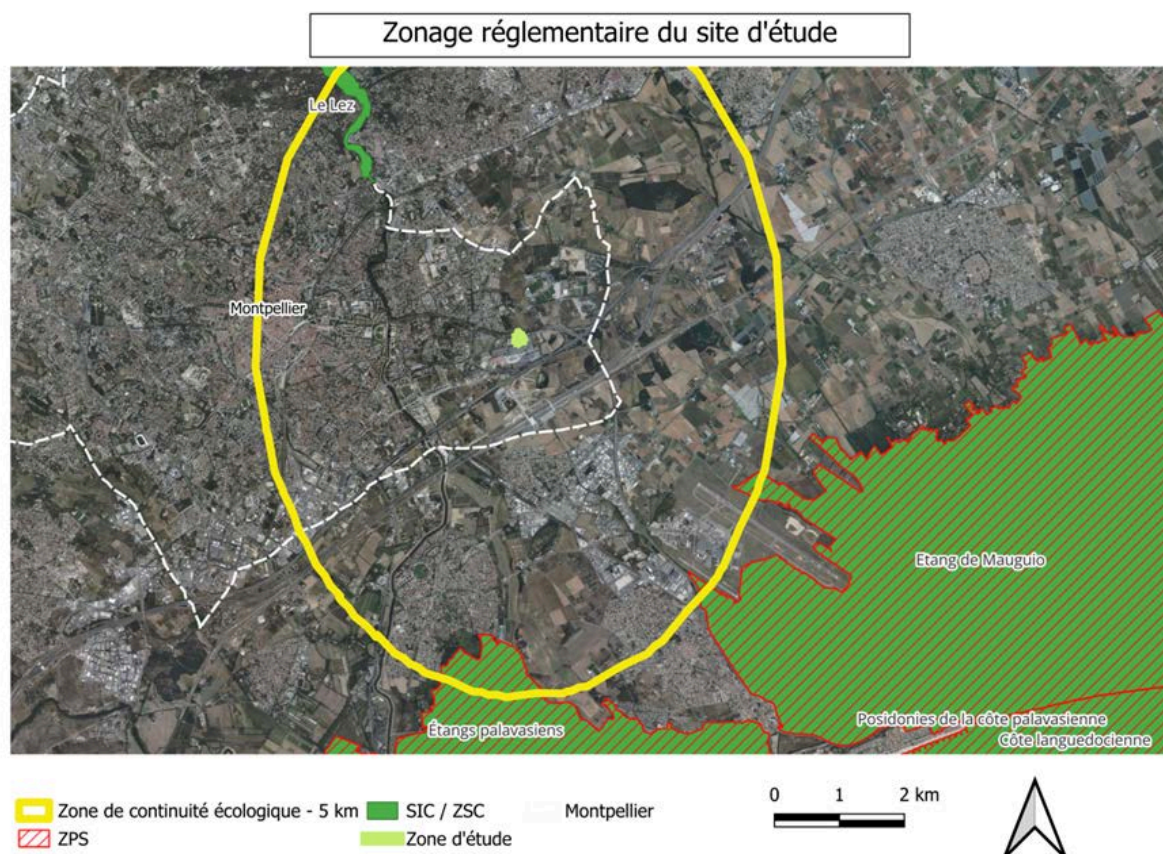 Zonage réglementaire du site d'étude
Le Lez
Montpellier
Etang de Mauguio
Étangs palavasiens
Posidonies de la côte palavasienne
Côte languedocienne
Zone de continuité écologique - 5 km
SIC / ZSC
Montpellier
ZPS
Zone d'étude
0 1 2 km